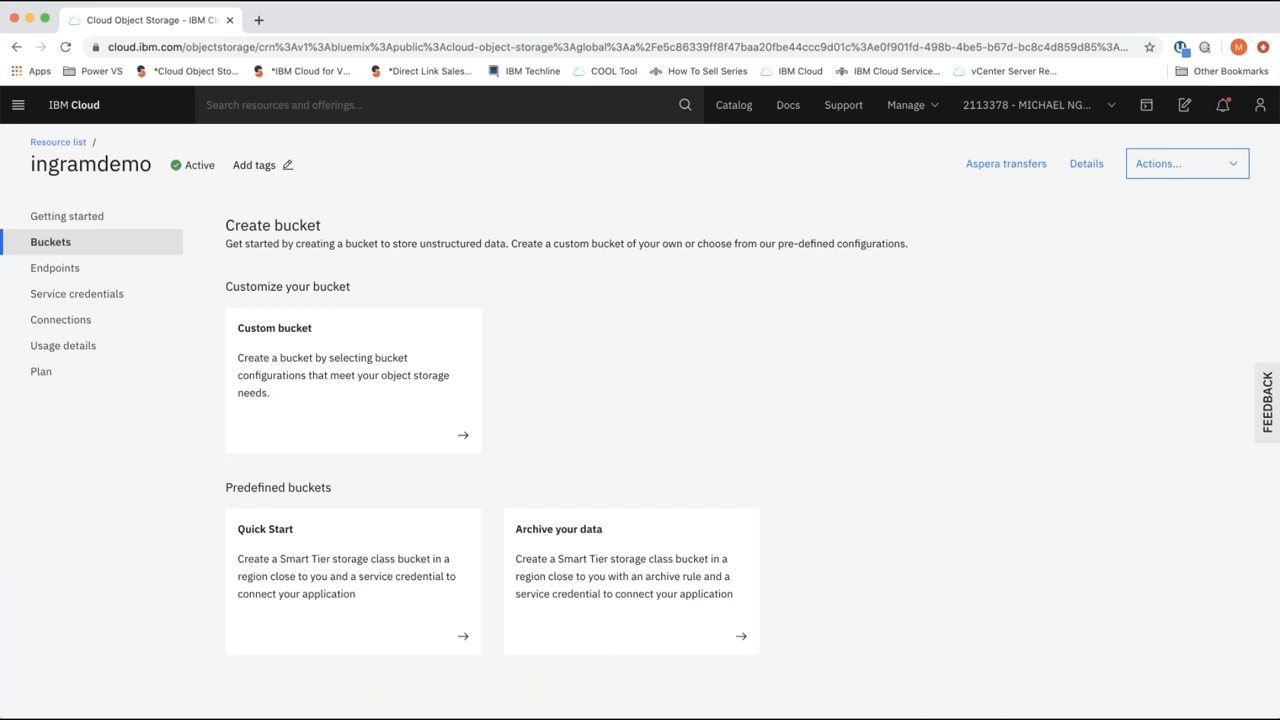 Cloud Object Storage - IBM Cl
cloud.ibm.com/objectstorage/crn%3Av1%3Abluemix%3Apublic%3Acloud-object-storage%3Aglobal%3Aa%2Fe5c86339ff8f47baa20fbe44ccc9d01c%3Ae0f901fd-498b-4be5-b67d-bc8c4d859d85%3A...
Apps Power VS *Cloud Object Sto... *IBM Cloud for V... *Direct Link Sales... IBM Techline COOL Tool How To Sell Series IBM Cloud IBM Cloud Service... vCenter Server Re... Other Bookmarks
IBM Cloud Search resources and offerings... Catalog Docs Support Manage 2113378 - MICHAEL NG...
Resource list /
ingramdemo Active Add tags Aspera transfers Details Actions...
Getting started
Buckets
Endpoints
Service credentials
Connections
Usage details
Plan
Create bucket
Get started by creating a bucket to store unstructured data. Create a custom bucket of your own or choose from our pre-defined configurations.
Customize your bucket
Custom bucket
Create a bucket by selecting bucket
configurations that meet your object storage
needs.
Predefined buckets
Quick Start
Create a Smart Tier storage class bucket in a
region close to you and a service credential to
connect your application
Archive your data
Create a Smart Tier storage class bucket in a
region close to you with an archive rule and a
service credential to connect your application
FEEDBACK
M